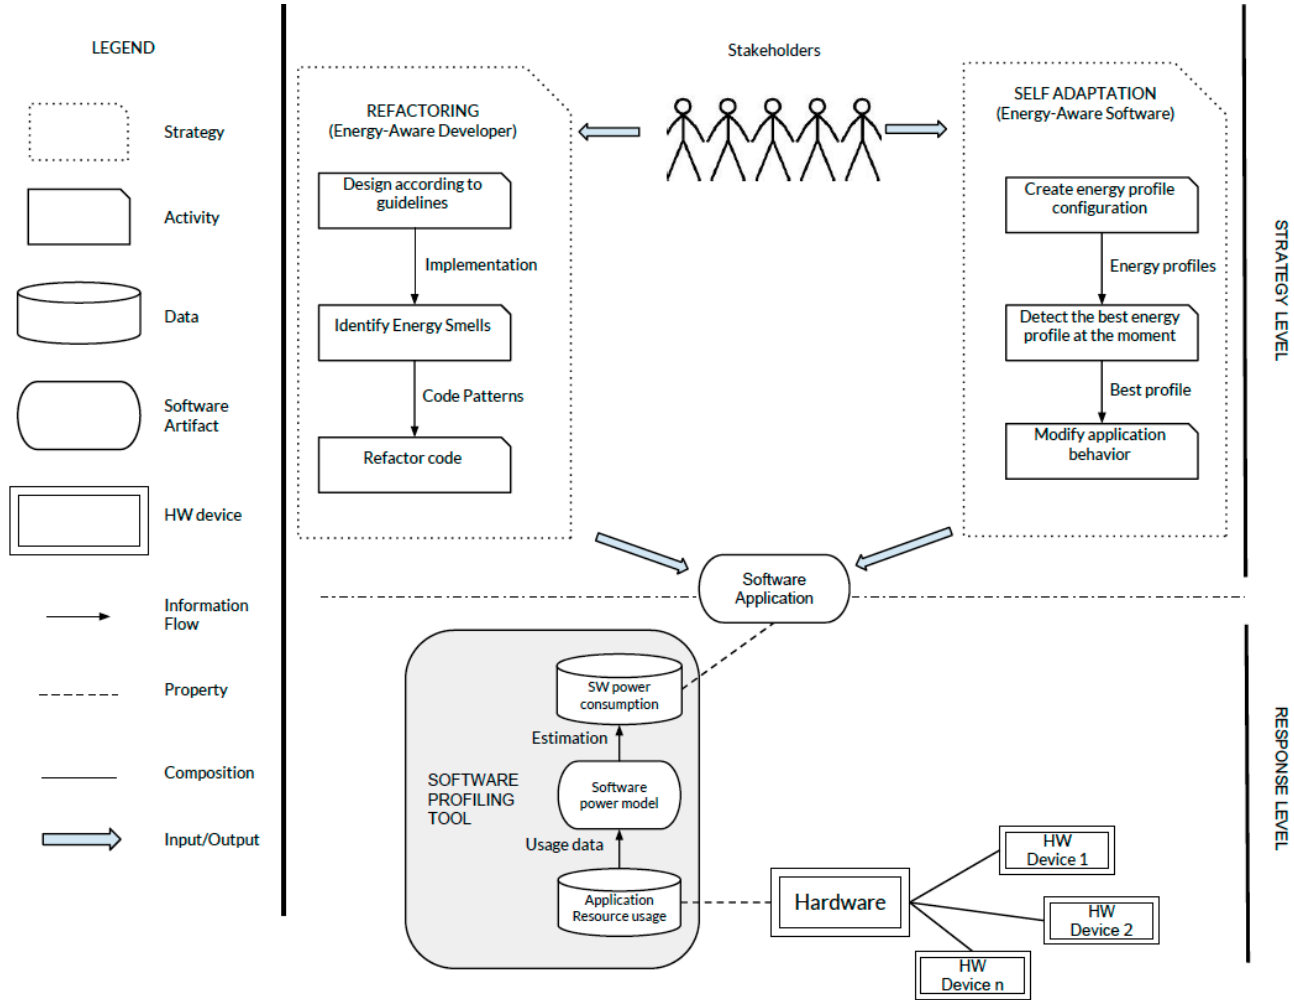 LEGEND
Strategy
Activity
Data
Software
Artifact
HW device
Information
Flow
Property
Composition
Input/Output
Stakeholders
REFACTORING
(Energy-Aware Developer)
Design according to
guidelines
Implementation
Identify Energy Smells
Code Patterns
Refactor code
SELF ADAPTATION
(Energy-Aware Software)
Create energy profile
configuration
Energy profiles
Detect the best energy
profile at the moment
Best profile
Modify application
behavior
STRATEGY LEVEL
Software
Application
SW power
consumption
Estimation
SOFTWARE
PROFILING
TOOL
Software
power model
Usage data
Application
Resource usage
Hardware
HW
Device 1
HW
Device 2
HW
Device n
RESPONSE LEVEL